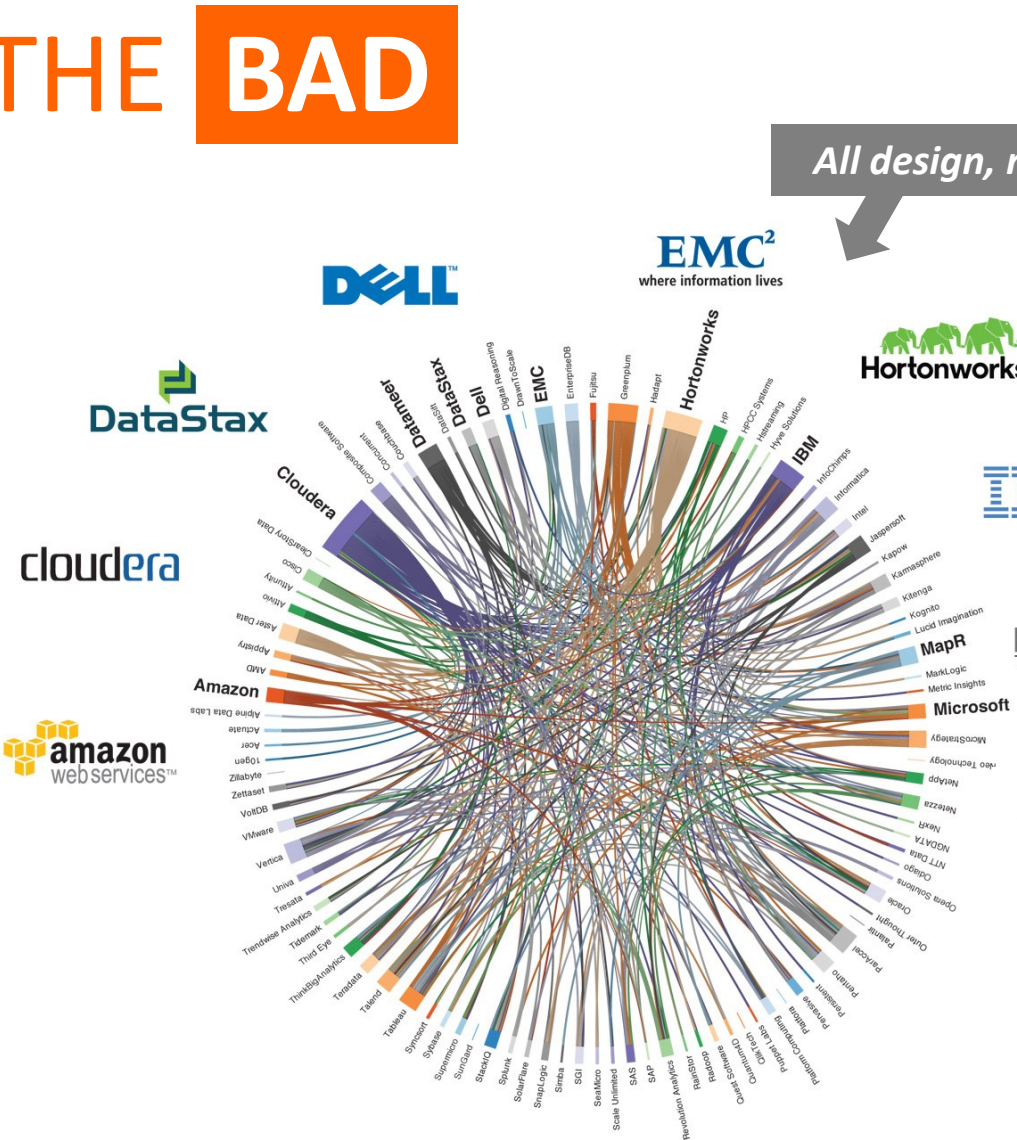 THE BAD
All design,
DELL™
EMC²
where information lives
Hortonworks
DataStax
cloudera
amazon
webservices™
Cloudera
Composite Software
Concurrent
Couchbase
Datameer
DataSift
DataStax
Dell
Digital Reasoning
DrawnToScale
EMC
EnterpriseDB
Fujitsu
Greenplum
Hadapt
Hortonworks
HP
HPCC Systems
Hstreaming
Hyve Solutions
IBM
InfoChimps
Informatica
Intel
Jaspersoft
Kapow
Karmasphere
Kitenga
Kognito
Lucid Imagination
MapR
MarkLogic
Metric Insights
Microsoft
MicroStrategy
Neo Technology
NetApp
Netezza
NexR
NGDATA
NTT Data
Odiago
Opera Solutions
Oracle
Outer Thought
Palantir
ParAccel
Pentaho
Persistent
Pervasive
Platfora
Platform Computing
Puppet Labs
QlikTech
Quantum4D
Quest Software
Radoop
RainStor
Revolution Analytics
SAP
SAS
Scale Unlimited
SeaMicro
SGI
Simba
SnapLogic
SolarFlare
Splunk
StackIQ
SunGard
Supermicro
Sybase
Syncsort
Tableau
Talend
Teradata
ThinkBigAnalytics
Third Eye
Tidemark
Trendwise Analytics
Tresata
Univa
Vertica
VMware
VoltDB
Zettaset
Zillabyte
10gen
Acer
Actuate
Alpine Data Labs
Amazon
AMD
Appistry
Aster Data
Attivio
Attunity
Cisco
ClearStory Data